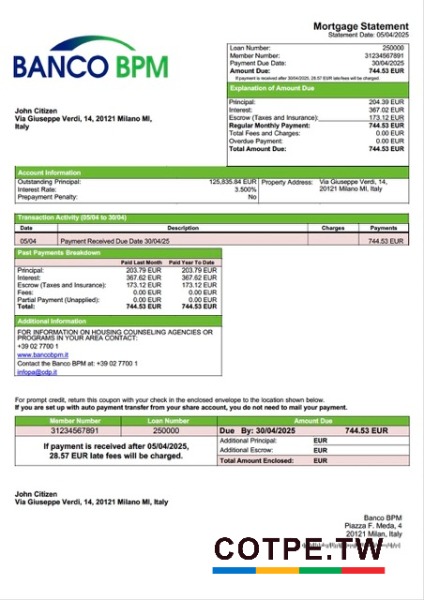 BANCO BPM
Mortgage Statement
Statement Date: 05/04/2025
Loan Number: 250000
Member Number: 31234567891
Payment Due Date: 30/04/2025
Amount Due: 744.53 EUR
If payment is received after 30/04/2025, 28.57 EUR late fees will be charged.
Explanation of Amount Due
Principal: 204.39 EUR
Interest: 367.02 EUR
Escrow (Taxes and Insurance): 173.12 EUR
Regular Monthly Payment: 744.53 EUR
Total Fees and Charges: 0.00 EUR
Overdue Payment: 0.00 EUR
Total Amount Due: 744.53 EUR
John Citizen
Via Giuseppe Verdi, 14, 20121 Milano MI,
Italy
Account Information
Outstanding Principal: 125,835.84 EUR
Interest Rate: 3.500%
Prepayment Penalty: No
Property Address: Via Giuseppe Verdi, 14,
20121 Milano MI, Italy
Transaction Activity (05/04 to 30/04)
Date Description Charges Payments
05/04 Payment Received Due Date 30/04/25 744.53 EUR
Past Payments Breakdown
Paid Last Month Paid Year To Date
Principal: 203.79 EUR 203.79 EUR
Interest: 367.62 EUR 367.62 EUR
Escrow (Taxes and Insurance): 173.12 EUR 173.12 EUR
Fees: 0.00 EUR 0.00 EUR
Partial Payment (Unapplied): 0.00 EUR 0.00 EUR
Total: 744.53 EUR 744.53 EUR
Additional Information
FOR INFORMATION ON HOUSING COUNSELING AGENCIES OR
PROGRAMS IN YOUR AREA CONTACT:
+39 02 7700 1
www.bancobpm.it
Contact the Banco BPM at: +39 02 7700 1
infopa@cdp.it
For prompt credit, return this coupon with your check in the enclosed envelope to the location shown below.
If you are set up with auto payment transfer from your share account, you do not need to mail your payment.
Member Number Loan Number Amount Due
31234567891 250000 Due By: 30/04/2025 744.53 EUR
If payment is received after 05/04/2025,
28.57 EUR late fees will be charged.
Additional Principal: EUR
Additional Escrow: EUR
Total Amount Enclosed: EUR
John Citizen
Via Giuseppe Verdi, 14, 20121 Milano MI, Italy
Banco BPM
Piazza F. Meda, 4
20121 Milan, Italy
COTPE.TW